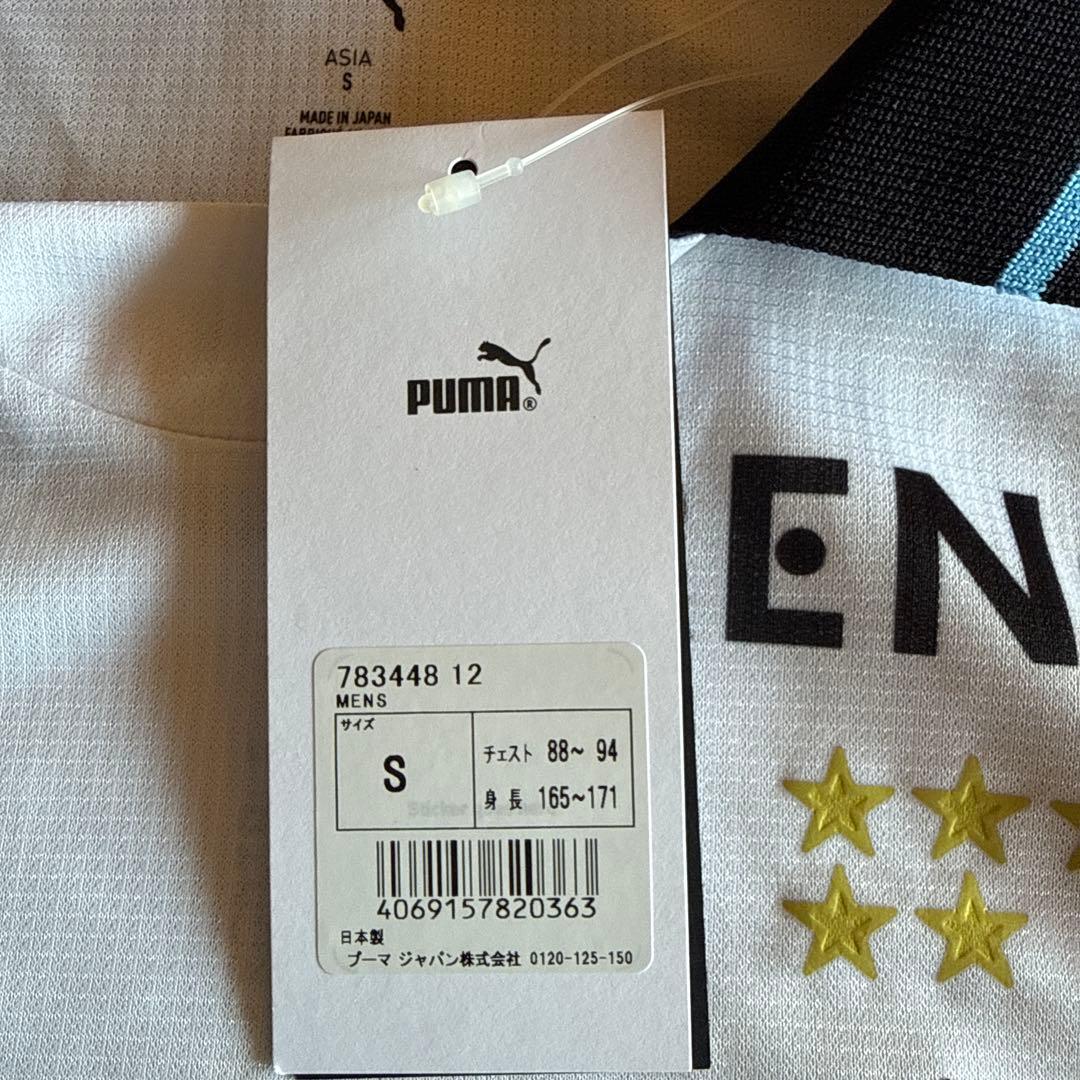 ASIA
S
MADE IN JAPAN
PUMA®
783448 12
MENS
サイズ
S
チェスト 88~ 94
身長 165~171
4069157820363
日本製
プーマ ジャパン株式会社 0120-125-150
EN